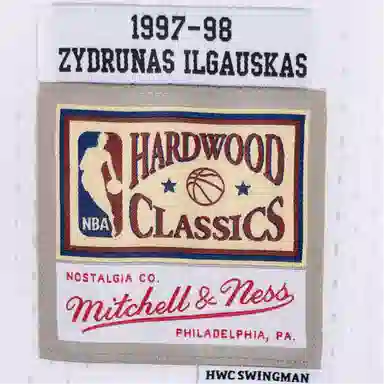 1997-98
ZYDRUNAS ILGAUSKAS
HARDWOOD
NBA
CLASSICS
NOSTALGIA CO.
Mitchell & Ness
PHILADELPHIA, PA.
HWC SWINGMAN